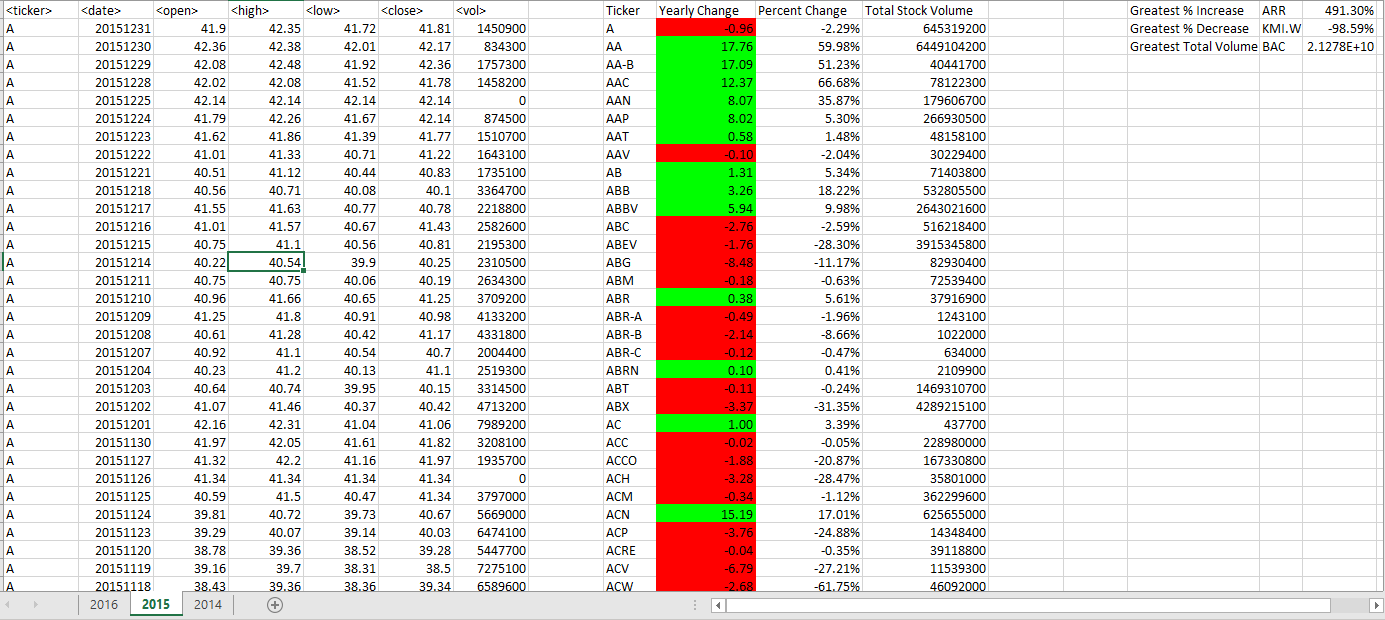 <ticker> <date> <open> <high> <low> <close> <vol> Ticker Yearly Change Percent Change Total Stock Volume Greatest % Increase ARR 491.30%
A 20151231 41.9 42.35 41.72 41.81 1450900 A -0.96 -2.29% 645319200 Greatest % Decrease KMI.W -98.59%
A 20151230 42.36 42.38 42.01 42.17 834300 AA 17.76 59.98% 6449104200 Greatest Total Volume BAC 2.1278E+10
A 20151229 42.08 42.48 41.92 42.36 1757300 AA-B 17.09 51.23% 40441700
A 20151228 42.02 42.08 41.52 41.78 1458200 AAC 12.37 66.68% 78122300
A 20151225 42.14 42.14 42.14 42.14 0 AAN 8.07 35.87% 179606700
A 20151224 41.79 42.26 41.67 42.14 874500 AAP 8.02 5.30% 266930500
A 20151223 41.62 41.86 41.39 41.77 1510700 AAT 0.58 1.48% 48158100
A 20151222 41.01 41.33 40.71 41.22 1643100 AAV -0.10 -2.04% 30229400
A 20151221 40.51 41.12 40.44 40.83 1735100 AB 1.31 5.34% 71403800
A 20151218 40.56 40.71 40.08 40.1 3364700 ABB 3.26 18.22% 532805500
A 20151217 41.55 41.63 40.77 40.78 2218800 ABBV 5.94 9.98% 2643021600
A 20151216 41.01 41.57 40.67 41.43 2582600 ABC -2.76 -2.59% 516218400
A 20151215 40.75 41.1 40.56 40.81 2195300 ABEV -1.76 -28.30% 3915345800
A 20151214 40.22 40.54 39.9 40.25 2310500 ABG -8.48 -11.17% 82930400
A 20151211 40.75 40.75 40.06 40.19 2634300 ABM -0.18 -0.63% 72539400
A 20151210 40.96 41.66 40.65 41.25 3709200 ABR 0.38 5.61% 37916900
A 20151209 41.25 41.8 40.91 40.98 4133200 ABR-A -0.49 -1.96% 1243100
A 20151208 40.61 41.28 40.42 41.17 4331800 ABR-B -2.14 -8.66% 1022000
A 20151207 40.92 41.1 40.54 40.7 2004400 ABR-C -0.12 -0.47% 634000
A 20151204 40.23 41.2 40.13 41.1 2519300 ABRN 0.10 0.41% 2109900
A 20151203 40.64 40.74 39.95 40.15 3314500 ABT -0.11 -0.24% 1469310700
A 20151202 41.07 41.46 40.37 40.42 4713200 ABX -3.37 -31.35% 4289215100
A 20151201 42.16 42.31 41.04 41.06 7989200 AC 1.00 3.39% 437700
A 20151130 41.97 42.05 41.61 41.82 3208100 ACC -0.02 -0.05% 228980000
A 20151127 41.32 42.2 41.16 41.97 1935700 ACCO -1.88 -20.87% 167330800
A 20151126 41.34 41.34 41.34 41.34 0 ACH -3.28 -28.47% 35801000
A 20151125 40.59 41.5 40.47 41.34 3797000 ACM -0.34 -1.12% 362299600
A 20151124 39.81 40.72 39.73 40.67 5669000 ACN 15.19 17.01% 625655000
A 20151123 39.29 40.07 39.14 40.03 6474100 ACP -3.76 -24.88% 14348400
A 20151120 38.78 39.36 38.52 39.28 5447700 ACRE -0.04 -0.35% 39118800
A 20151119 39.16 39.7 38.31 38.5 7275100 ACV -6.79 -27.21% 11539300
A 20151118 38.43 39.36 38.36 39.34 6589600 ACW -2.68 -61.75% 46092000
2016 2015 2014